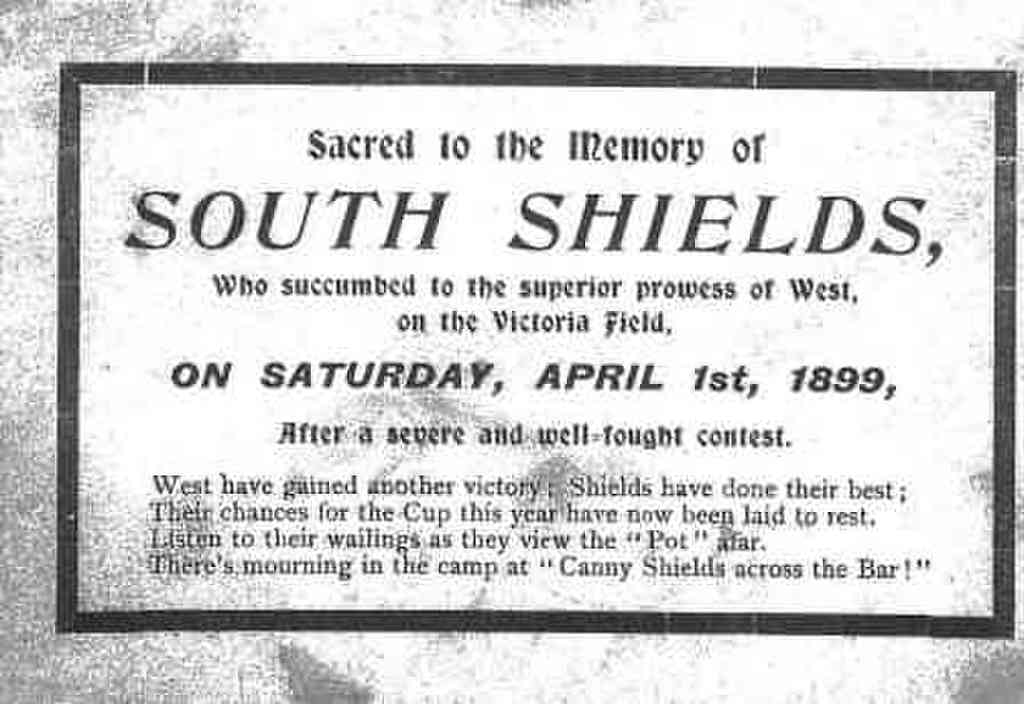 Sacred to the Memory of
SOUTH SHIELDS,
Who succumbed to the superior prowess of West,
on the Victoria Field,
ON SATURDAY, APRIL 1st, 1899,
After a severe and well-fought contest.
West have gained another victory; Shields have done their best;
Their chances for the Cup this year have now been laid to rest.
Listen to their wailings as they view the "Pot" afar.
There's mourning in the camp at "Canny Shields across the Bar!"